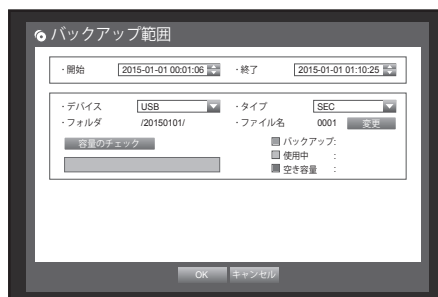 バックアップ範囲
・開始 2015-01-01 00:01:06 ・終了 2015-01-01 01:10:25
・デバイス USB ・タイプ SEC
・フォルダ /20150101/ ・ファイル名 0001 変更
容量のチェック バックアップ:
使用中 :
空き容量 :
OK キャンセル